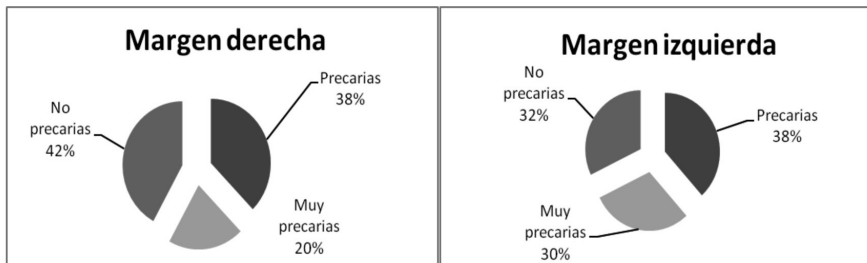 Margen derecha
Precarias
38%
No
precarias
42%
Muy
precarias
20%
Margen izquierda
No
precarias
32%
Precarias
38%
Muy
precarias
30%